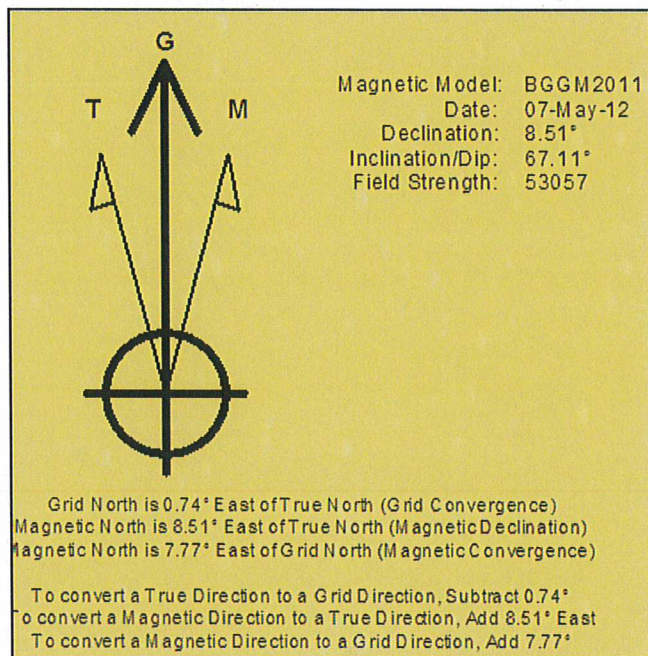 G
T M
Magnetic Model: BGGM2011
Date: 07-May-12
Declination: 8.51°
Inclination/Dip: 67.11°
Field Strength: 53057
Grid North is 0.74° East of True North (Grid Convergence)
Magnetic North is 8.51° East of True North (Magnetic Declination)
Magnetic North is 7.77° East of Grid North (Magnetic Convergence)
To convert a True Direction to a Grid Direction, Subtract 0.74°
To convert a Magnetic Direction to a True Direction, Add 8.51° East
To convert a Magnetic Direction to a Grid Direction, Add 7.77°